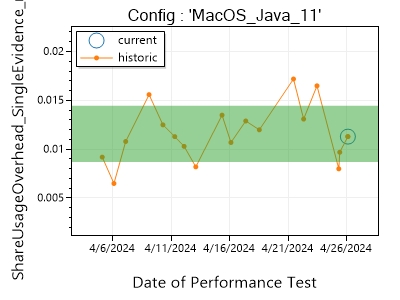 Config : 'MacOS_Java_11'
ShareUsageOverhead_SingleEvidence_
current
historic
0.02
0.015
0.01
0.005
4/6/2024
4/11/2024
4/16/2024
4/21/2024
4/26/2024
Date of Performance Test